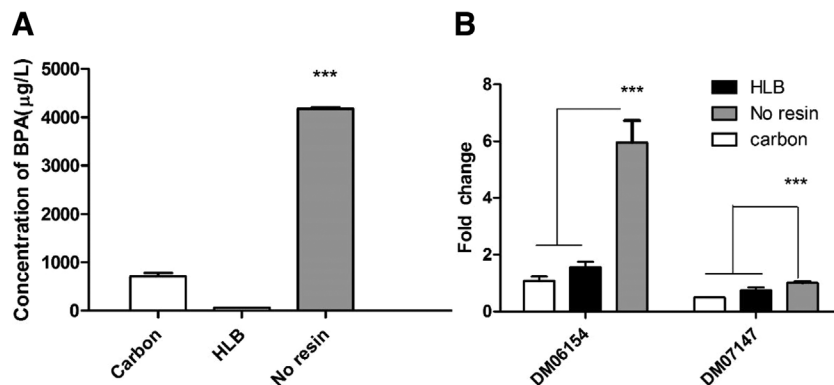 A
Concentration of BPA(μg/L)
5000
4000
3000
2000
1000
0
***
Carbon
HLB
No resin
B
Fold change
8
6
4
2
0
***
***
HLB
No resin
carbon
DM06154
DM07147